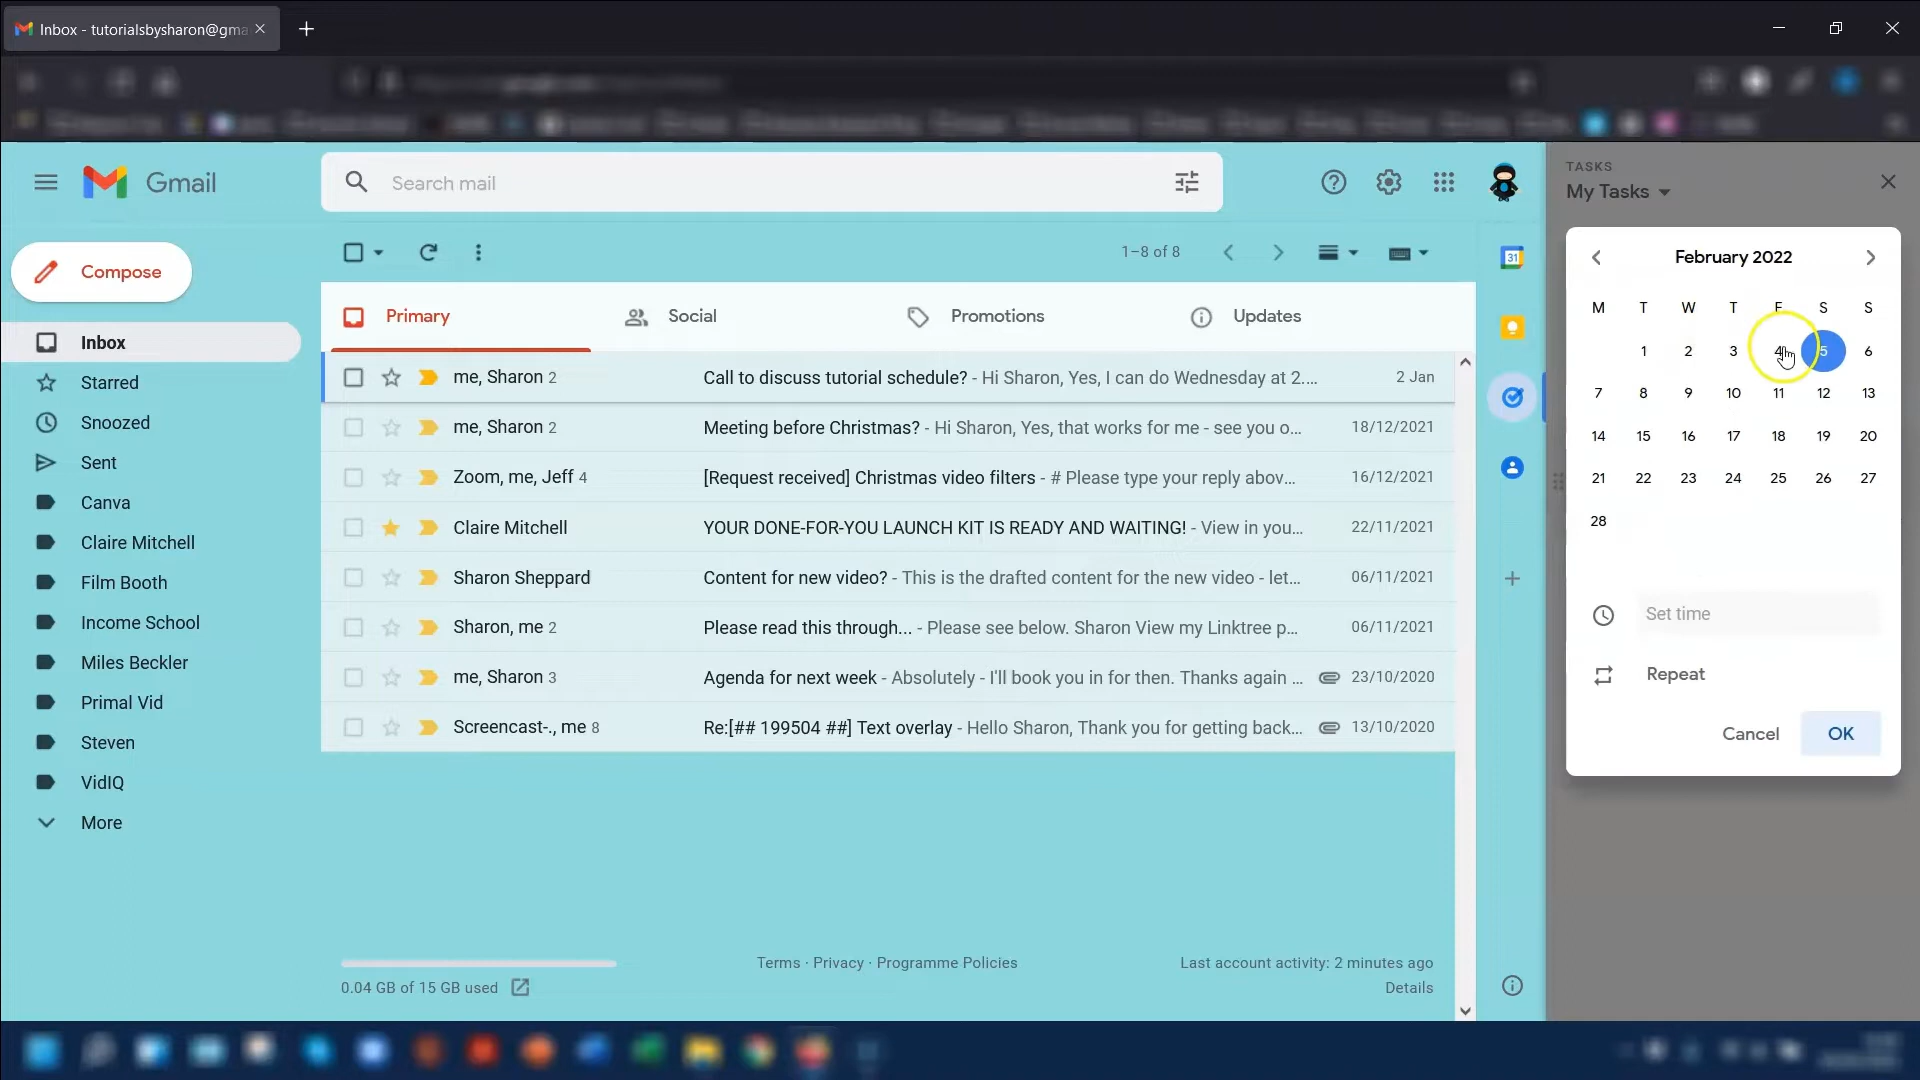 Inbox - tutorialsbysharon@gma
Gmail
Search mail
TASKS
My Tasks
Compose
1–8 of 8
Primary
Social
Promotions
Updates
Inbox
Starred
Snoozed
Sent
Canva
Claire Mitchell
Film Booth
Income School
Miles Beckler
Primal Vid
Steven
VidIQ
More
me, Sharon 2 Call to discuss tutorial schedule? - Hi Sharon, Yes, I can do Wednesday at 2.... 2 Jan
me, Sharon 2 Meeting before Christmas? - Hi Sharon, Yes, that works for me - see you o... 18/12/2021
Zoom, me, Jeff 4 [Request received] Christmas video filters - # Please type your reply abov... 16/12/2021
Claire Mitchell YOUR DONE-FOR-YOU LAUNCH KIT IS READY AND WAITING! - View in you... 22/11/2021
Sharon Sheppard Content for new video? - This is the drafted content for the new video - let... 06/11/2021
Sharon, me 2 Please read this through... - Please see below. Sharon View my Linktree p... 06/11/2021
me, Sharon 3 Agenda for next week - Absolutely - I'll book you in for then. Thanks again ... 23/10/2020
Screencast-., me 8 Re:[## 199504 ##] Text overlay - Hello Sharon, Thank you for getting back... 13/10/2020
Terms · Privacy · Programme Policies
Last account activity: 2 minutes ago
0.04 GB of 15 GB used
Details
31
February 2022
M T W T F S S
1 2 3 4 5 6
7 8 9 10 11 12 13
14 15 16 17 18 19 20
21 22 23 24 25 26 27
28
Set time
Repeat
Cancel
OK